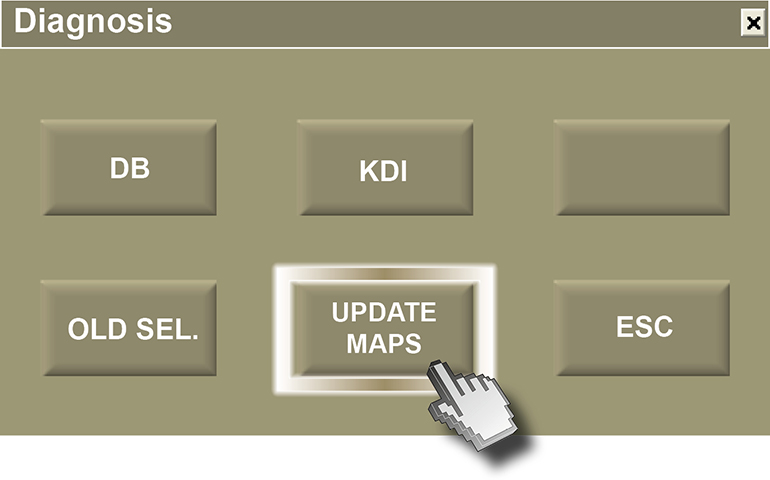 Diagnosis
DB
KDI
OLD SEL.
UPDATE
MAPS
ESC